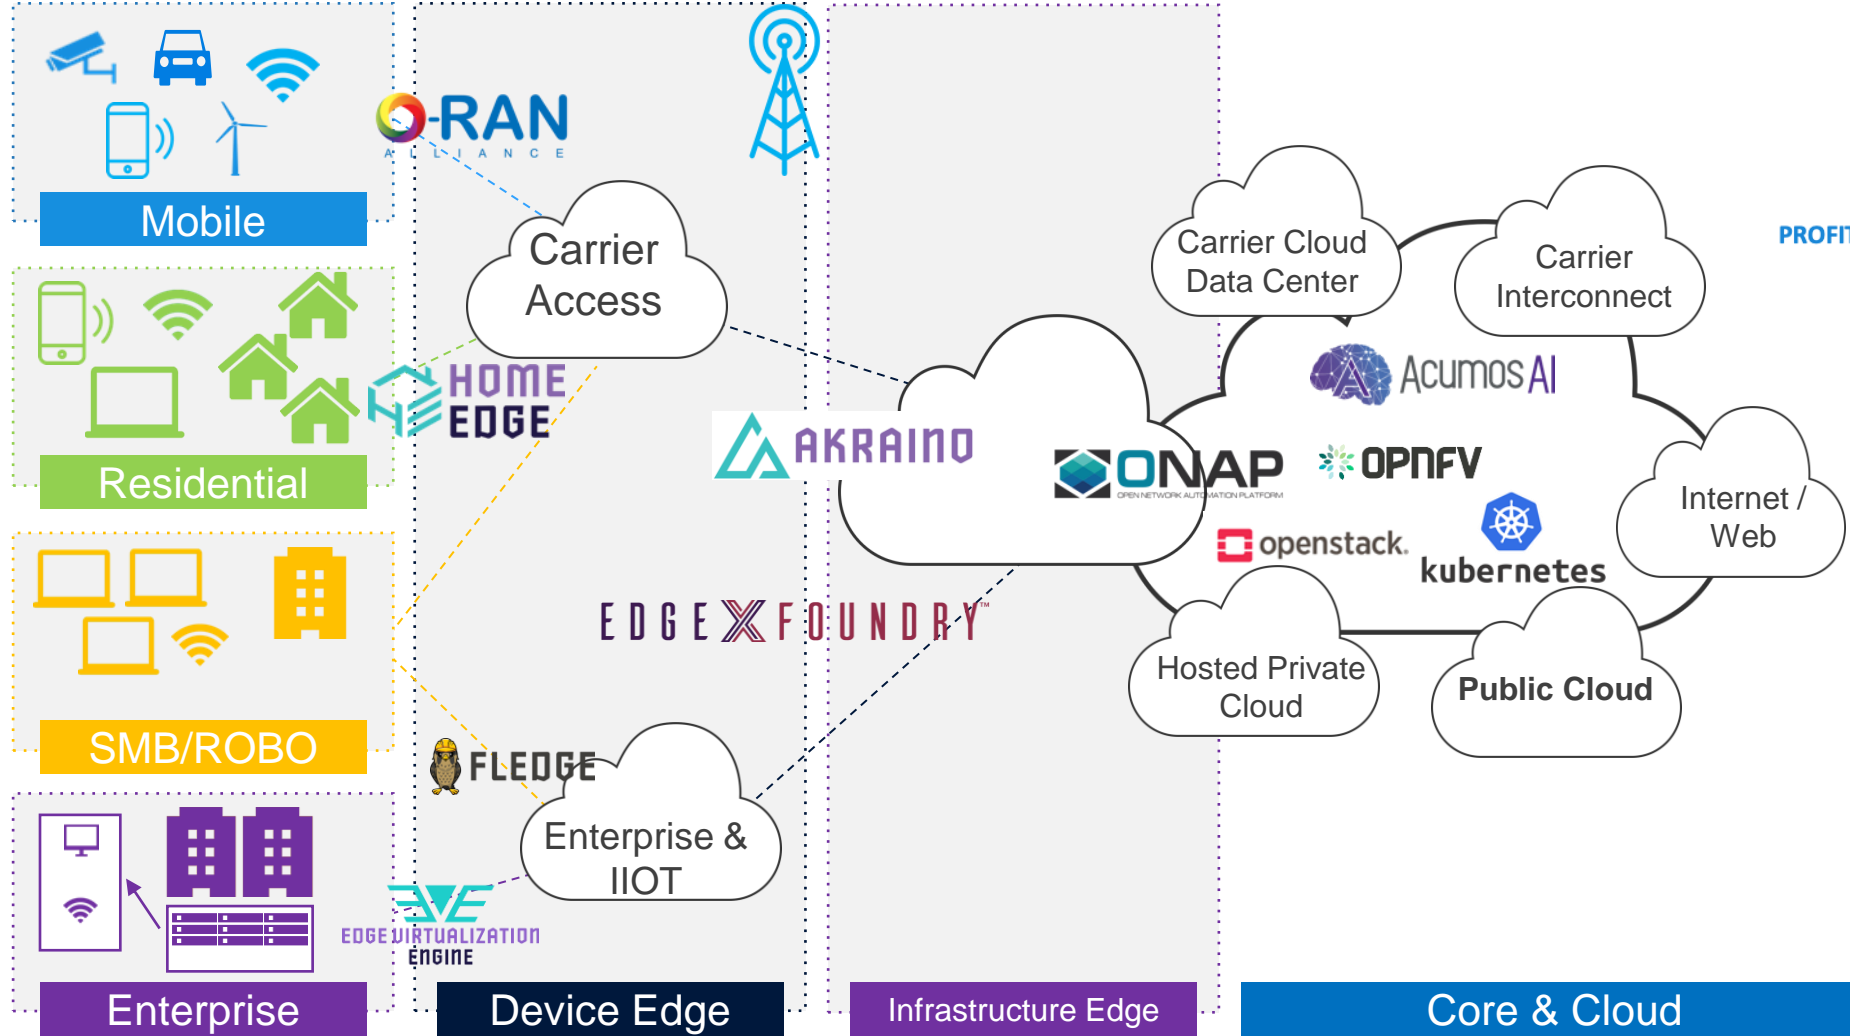 Mobile
Residential
SMB/ROBO
Enterprise
O-RAN
ALLIANCE
Carrier
Access
HOME
EDGE
AKRAINO
EDGE X FOUNDRY™
FLEDGE
Enterprise &
IIOT
EDGE VIRTUALIZATION
ENGINE
Device Edge
Infrastructure Edge
Carrier Cloud
Data Center
Carrier
Interconnect
PROFIT
Acumos AI
ONAP
OPEN NETWORK AUTOMATION PLATFORM
OPNFV
Internet /
Web
openstack.
kubernetes
Hosted Private
Cloud
Public Cloud
Core & Cloud